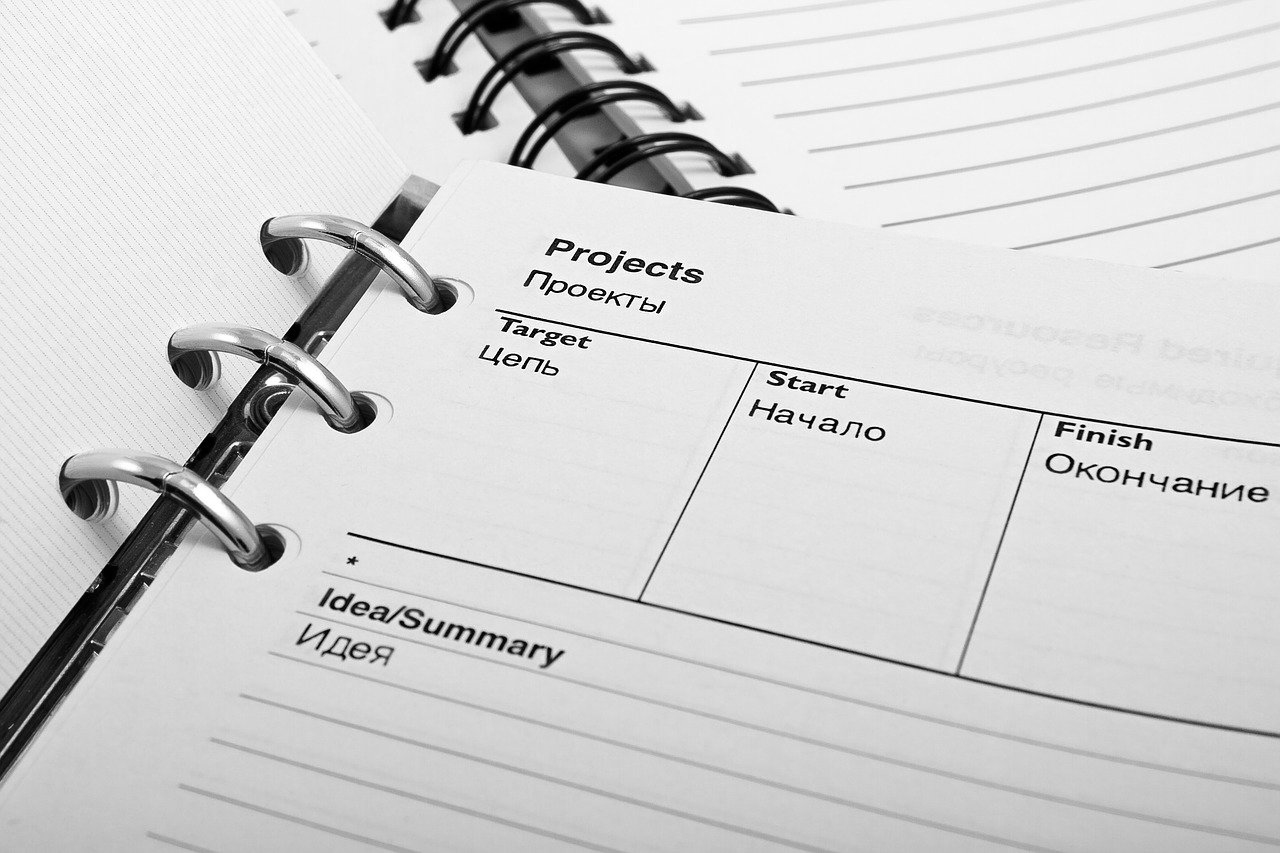 Projects
Проекты
Target
Цепь
Start
Начало
Finish
Окончание
*
Idea/Summary
Идея